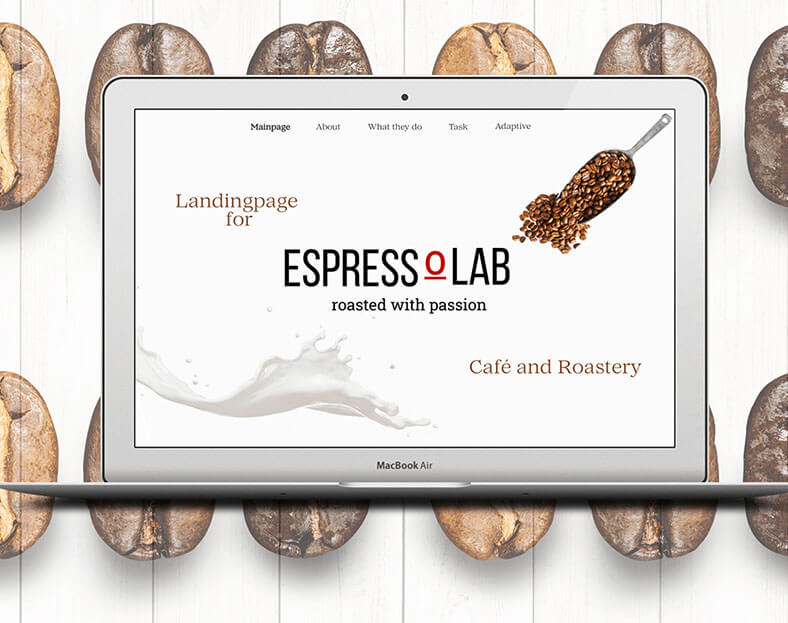 Mainpage About What they do Task Adaptive
Landingpage
for
ESPRESSOLAB
roasted with passion
Café and Roastery
MacBook Air